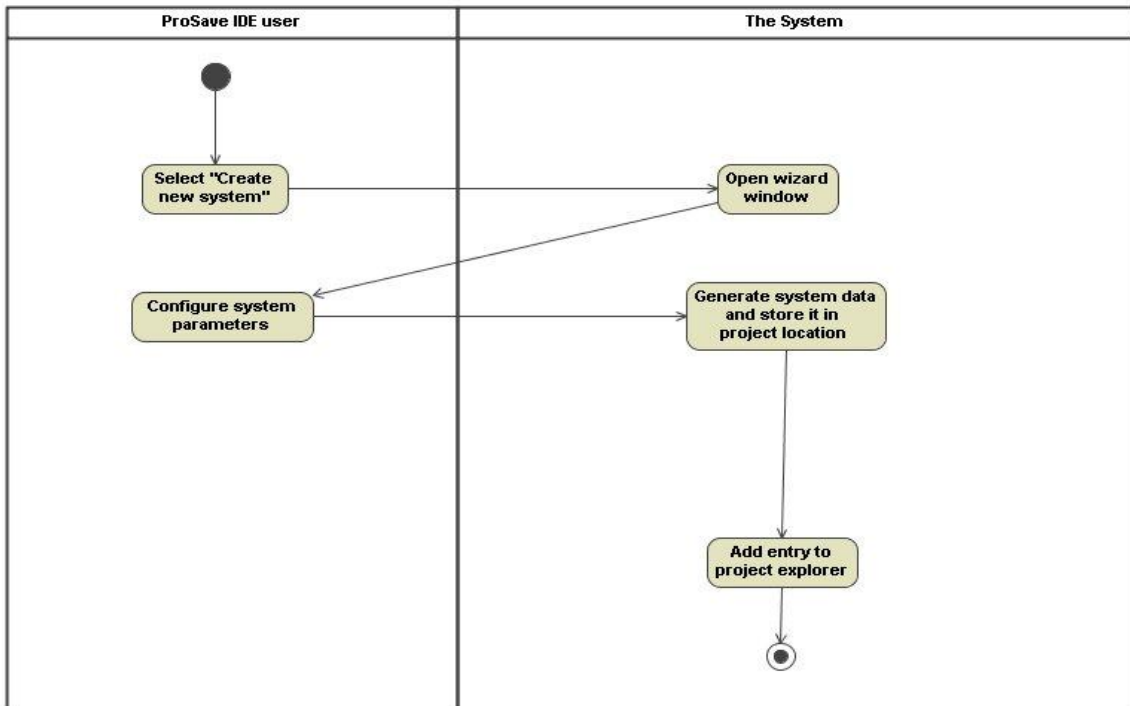 ProSave IDE user
The System
Select "Create
new system"
Open wizard
window
Configure system
parameters
Generate system data
and store it in
project location
Add entry to
project explorer